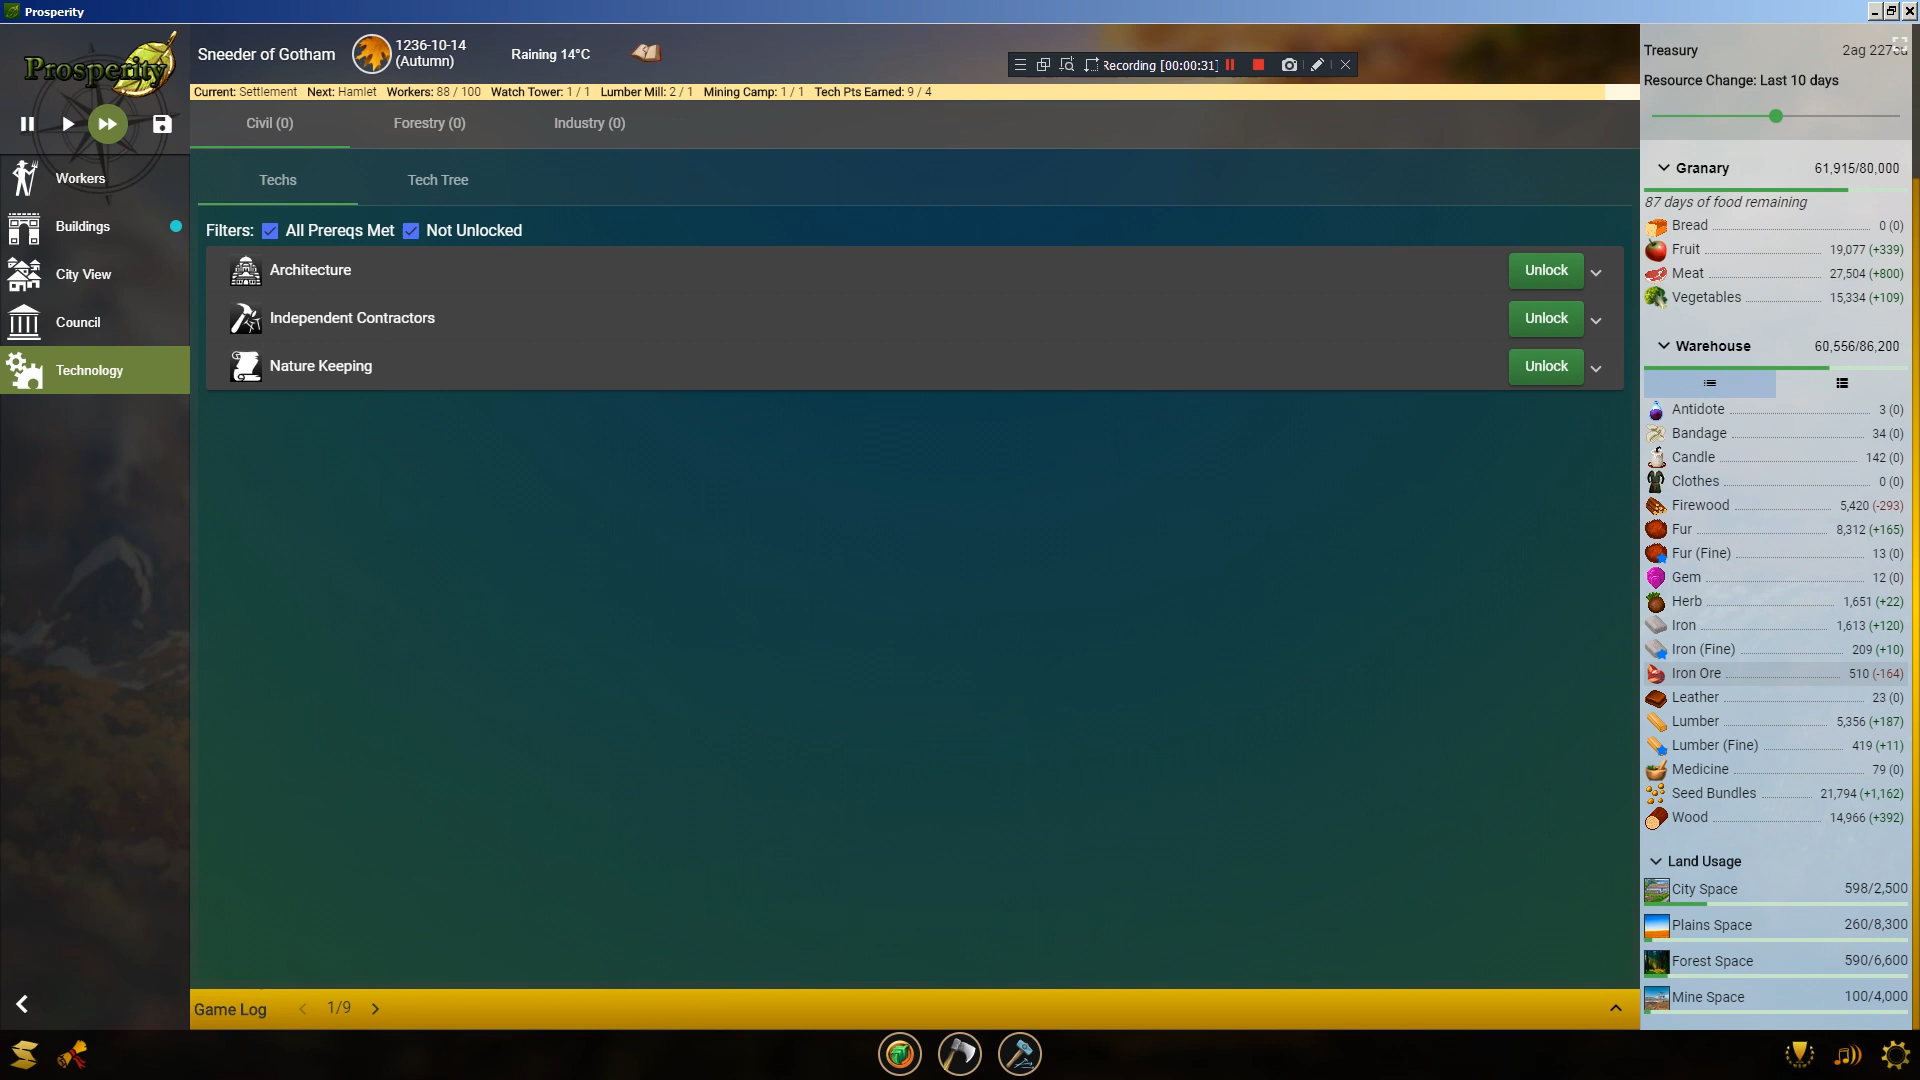 Prosperity
Prosperity
Sneeder of Gotham
1236-10-14
(Autumn)
Raining 14°C
Recording [00:00:31]
Current: Settlement Next: Hamlet Workers: 88 / 100 Watch Tower: 1 / 1 Lumber Mill: 2 / 1 Mining Camp: 1 / 1 Tech Pts Earned: 9 / 4
Workers
Buildings
City View
Council
Technology
Civil (0)
Forestry (0)
Industry (0)
Techs
Tech Tree
Filters: All Prereqs Met Not Unlocked
Architecture Unlock
Independent Contractors Unlock
Nature Keeping Unlock
Game Log 1/9
Treasury
Resource Change: Last 10 days
Granary 61,915/80,000
87 days of food remaining
Bread 0 (0)
Fruit 19,077 (+339)
Meat 27,504 (+800)
Vegetables 15,334 (+109)
Warehouse 60,556/86,200
Antidote 3 (0)
Bandage 34 (0)
Candle 142 (0)
Clothes 0 (0)
Firewood 5,420 (-293)
Fur 8,312 (+165)
Fur (Fine) 13 (0)
Gem 12 (0)
Herb 1,651 (+22)
Iron 1,613 (+120)
Iron (Fine) 209 (+10)
Iron Ore 510 (-164)
Leather 23 (0)
Lumber 5,356 (+187)
Lumber (Fine) 419 (+11)
Medicine 79 (0)
Seed Bundles 21,794 (+1,162)
Wood 14,966 (+392)
Land Usage
City Space 598/2,500
Plains Space 260/8,300
Forest Space 590/6,600
Mine Space 100/4,000